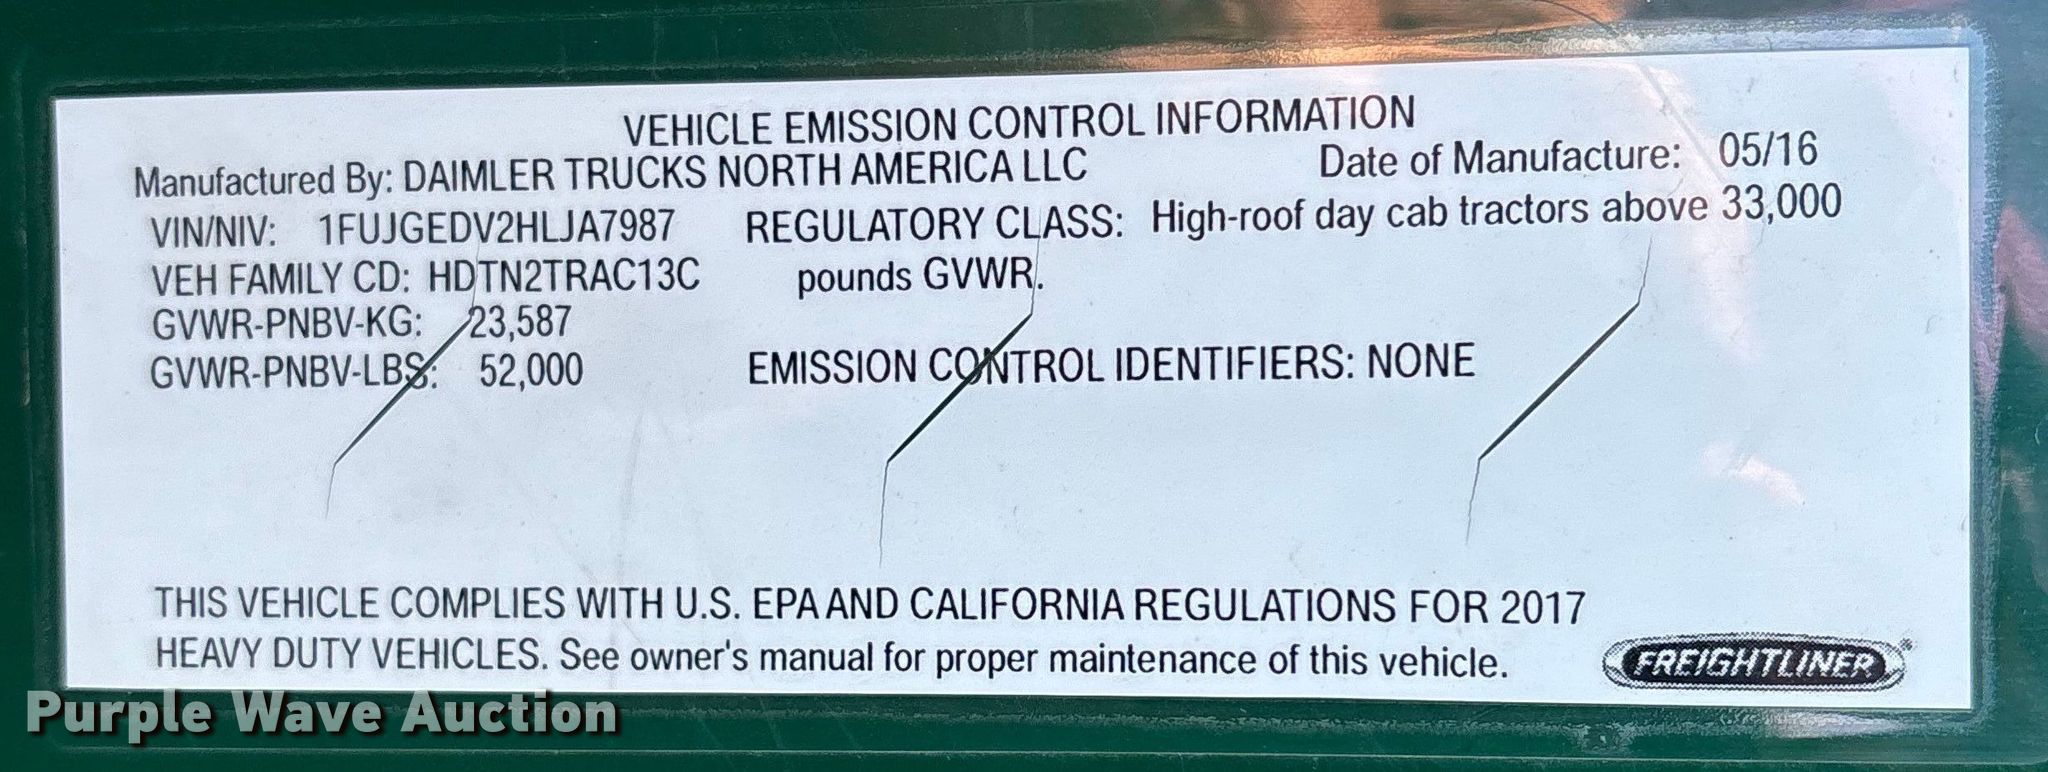 VEHICLE EMISSION CONTROL INFORMATION
Manufactured By: DAIMLER TRUCKS NORTH AMERICA LLC Date of Manufacture: 05/16
VIN/NIV: 1FUJGEDV2HLJA7987 REGULATORY CLASS: High-roof day cab tractors above 33,000
VEH FAMILY CD: HDTN2TRAC13C pounds GVWR.
GVWR-PNBV-KG: 23,587
GVWR-PNBV-LBS: 52,000 EMISSION CONTROL IDENTIFIERS: NONE
THIS VEHICLE COMPLIES WITH U.S. EPA AND CALIFORNIA REGULATIONS FOR 2017
HEAVY DUTY VEHICLES. See owner's manual for proper maintenance of this vehicle.
FREIGHTLINER
Purple Wave Auction